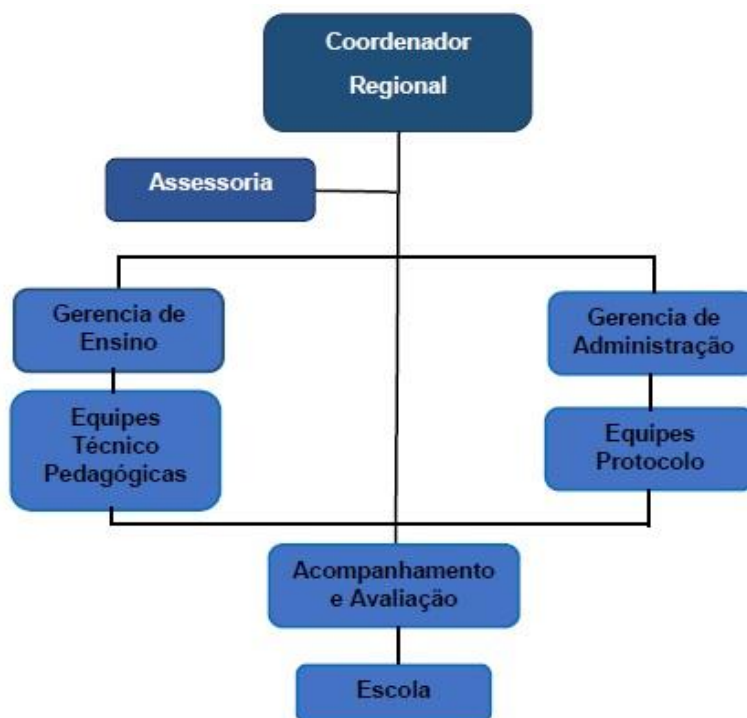 Coordenador
Regional
Assessoria
Gerencia de
Ensino
Gerencia de
Administração
Equipes
Técnico
Pedagógicas
Equipes
Protocolo
Acompanhamento
e Avaliação
Escola